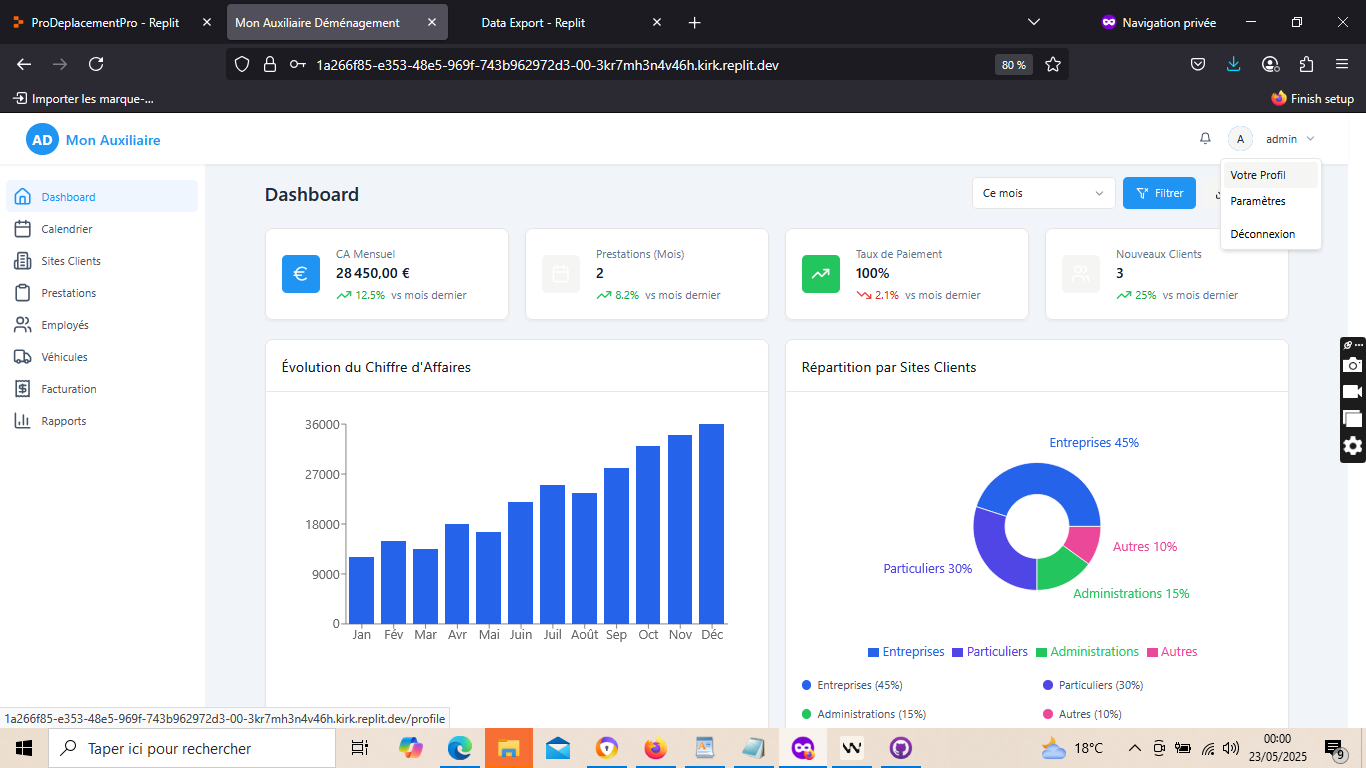 ProDeplacementPro - Replit
Mon Auxiliaire Déménagement
Data Export - Replit
Navigation privée
1a266f85-e353-48e5-969f-743b962972d3-00-3kr7mh3n4v46h.kirk.replit.dev
80 %
Importer les marque-...
Finish setup
AD Mon Auxiliaire
A admin
Votre Profil
Paramètres
Déconnexion
Dashboard
Calendrier
Sites Clients
Prestations
Employés
Véhicules
Facturation
Rapports
Dashboard
Ce mois
Filtrer
CA Mensuel
28 450,00 €
12.5% vs mois dernier
Prestations (Mois)
2
8.2% vs mois dernier
Taux de Paiement
100%
2.1% vs mois dernier
Nouveaux Clients
3
25% vs mois dernier
Évolution du Chiffre d'Affaires
36000
27000
18000
9000
0
Jan Fév Mar Avr Mai Juin Juil Août Sep Oct Nov Déc
Répartition par Sites Clients
Entreprises 45%
Autres 10%
Particuliers 30%
Administrations 15%
Entreprises Particuliers Administrations Autres
Entreprises (45%)
Particuliers (30%)
Administrations (15%)
Autres (10%)
1a266f85-e353-48e5-969f-743b962972d3-00-3kr7mh3n4v46h.kirk.replit.dev/profile
Taper ici pour rechercher
18°C
00:00
23/05/2025
9